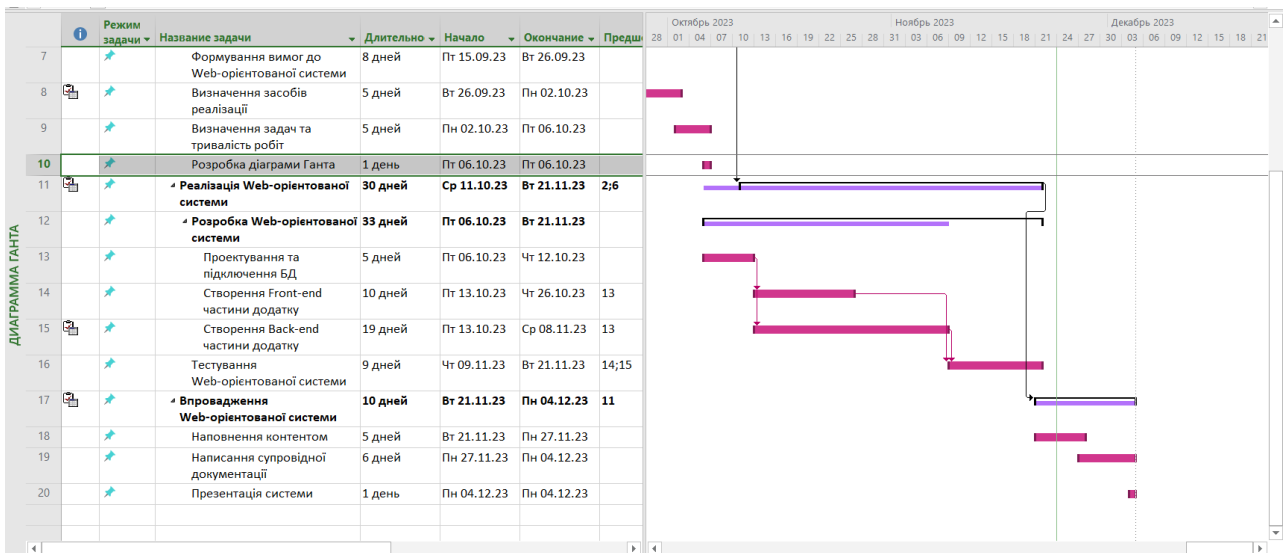 Режим задачи Название задачи Длительно Начало Окончание Предш
Октябрь 2023 Ноябрь 2023 Декабрь 2023
28 01 04 07 10 13 16 19 22 25 28 31 03 06 09 12 15 18 21 24 27 30 03 06 09 12 15 18 21
7 Формування вимог до 8 дней Пт 15.09.23 Вт 26.09.23
Web-орієнтованої системи
8 Визначення засобів 5 дней Вт 26.09.23 Пн 02.10.23
реалізації
9 Визначення задач та 5 дней Пн 02.10.23 Пт 06.10.23
тривалість робіт
10 Розробка діаграми Ганта 1 день Пт 06.10.23 Пт 06.10.23
11 Реалізація Web-орієнтованої 30 дней Ср 11.10.23 Вт 21.11.23 2;6
системи
12 Розробка Web-орієнтованої 33 дней Пт 06.10.23 Вт 21.11.23
системи
13 Проектування та 5 дней Пт 06.10.23 Чт 12.10.23
підключення БД
14 Створення Front-end 10 дней Пт 13.10.23 Чт 26.10.23 13
частини додатку
15 Створення Back-end 19 дней Пт 13.10.23 Ср 08.11.23 13
частини додатку
16 Тестування 9 дней Чт 09.11.23 Вт 21.11.23 14;15
Web-орієнтованої системи
17 Впровадження 10 дней Вт 21.11.23 Пн 04.12.23 11
Web-орієнтованої системи
18 Наповнення контентом 5 дней Вт 21.11.23 Пн 27.11.23
19 Написання супровідної 6 дней Пн 27.11.23 Пн 04.12.23
документації
20 Презентація системи 1 день Пн 04.12.23 Пн 04.12.23
ДИАГРАММА ГАНТА